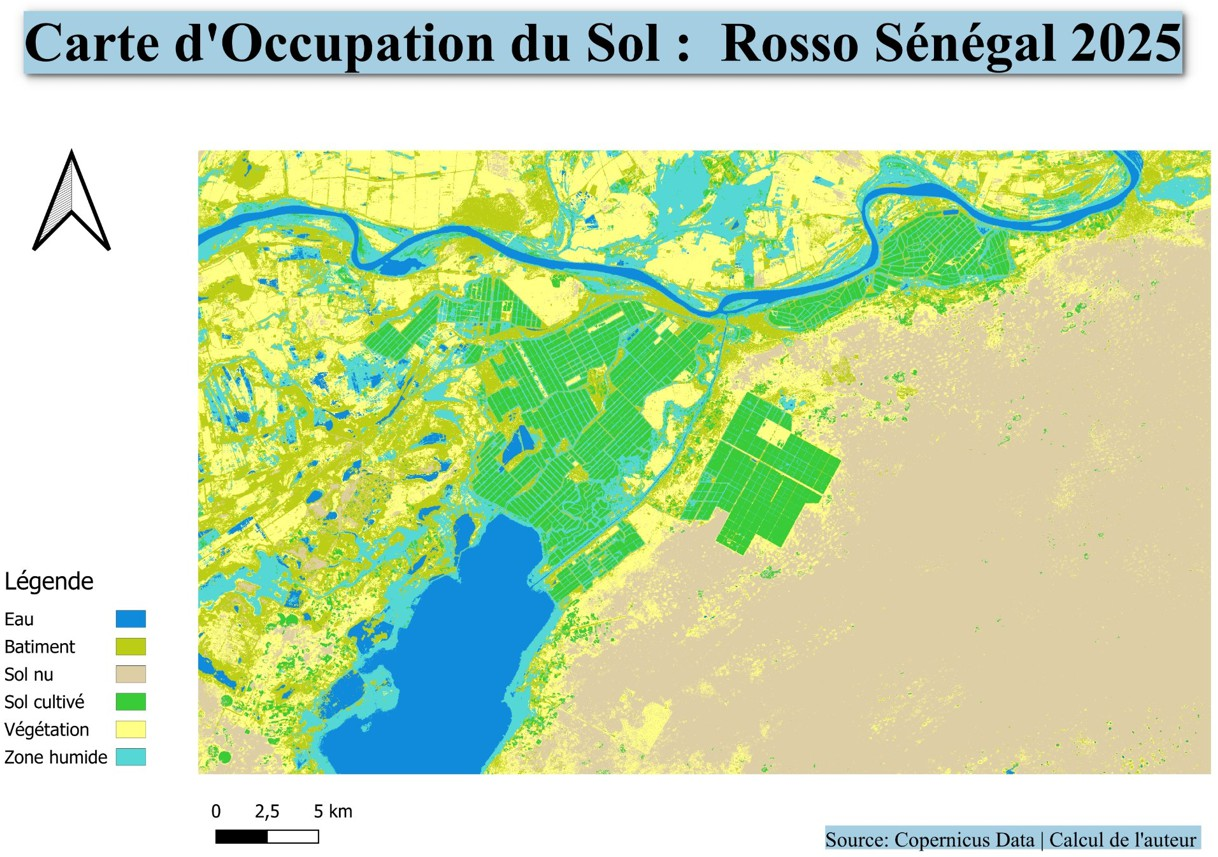 Carte d'Occupation du Sol :  Rosso Sénégal 2025
Légende
Eau
Batiment
Sol nu
Sol cultivé
Végétation
Zone humide
0 2,5 5 km
Source: Copernicus Data | Calcul de l'auteur